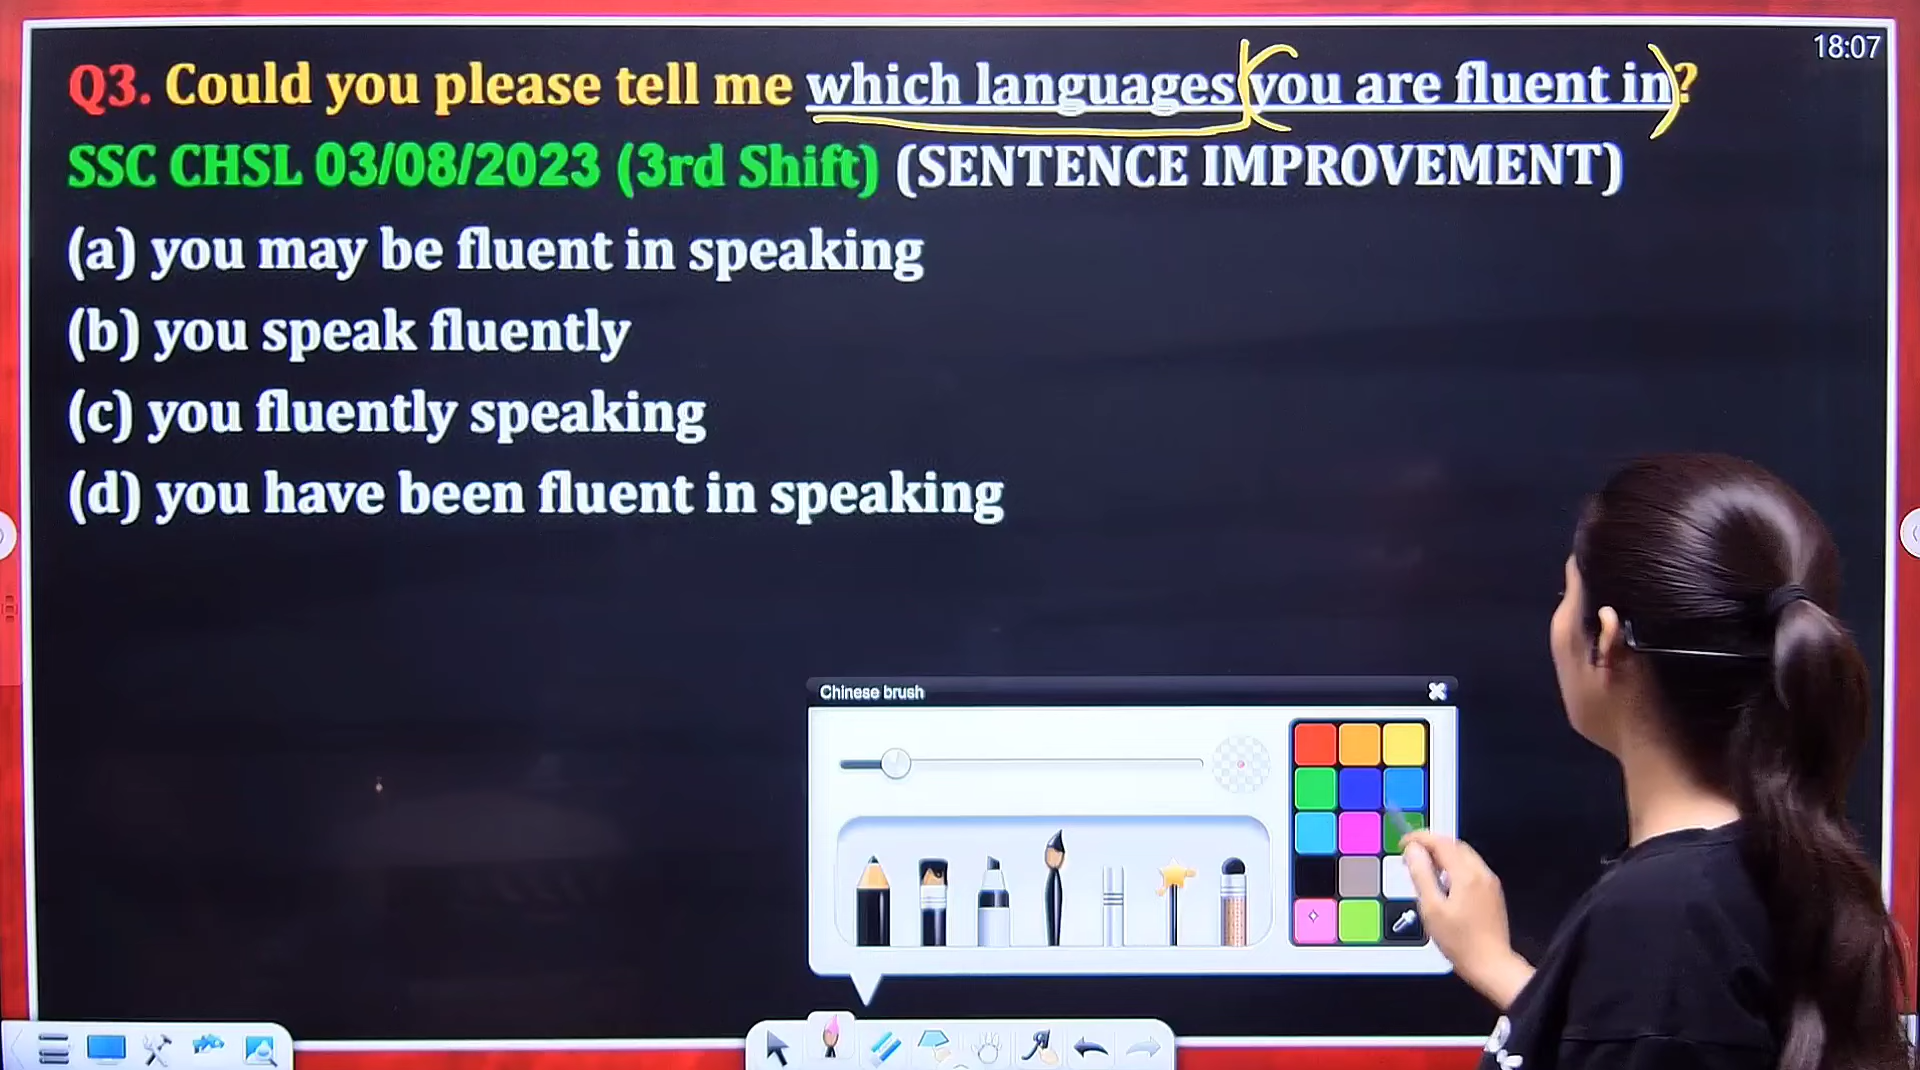 18:07
Q3. Could you please tell me which languages you are fluent in?
SSC CHSL 03/08/2023 (3rd Shift) (SENTENCE IMPROVEMENT)
(a) you may be fluent in speaking
(b) you speak fluently
(c) you fluently speaking
(d) you have been fluent in speaking
Chinese brush